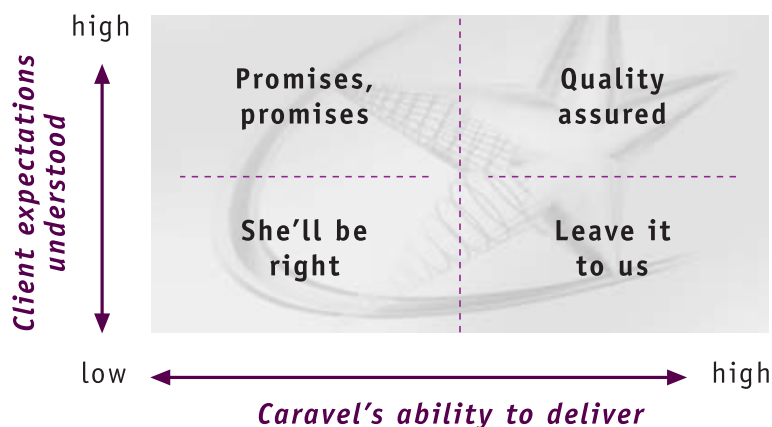 high
Client expectations
understood
Promises,
promises
Quality
assured
She'll be
right
Leave it
to us
low
high
Caravel's ability to deliver